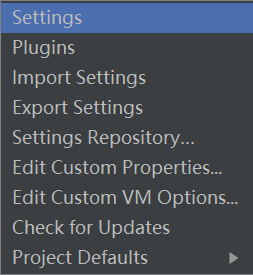 Settings
Plugins
Import Settings
Export Settings
Settings Repository...
Edit Custom Properties...
Edit Custom VM Options...
Check for Updates
Project Defaults